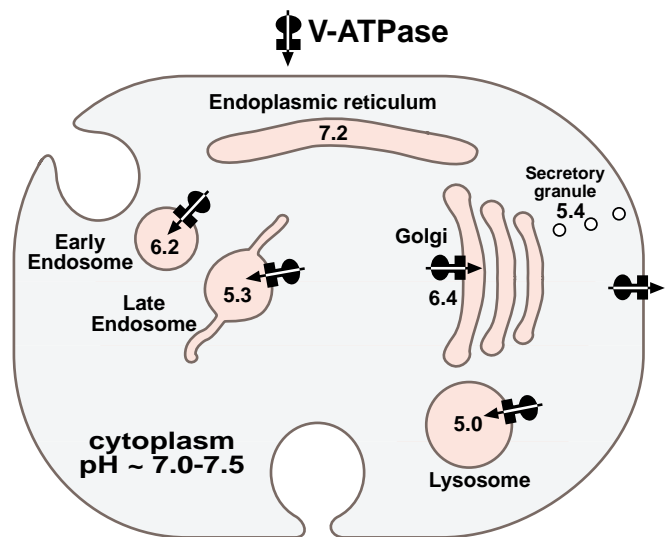 V-ATPase
Endoplasmic reticulum
7.2
Secretory
granule
5.4
Early
Endosome
6.2
Golgi
6.4
Late
Endosome
5.3
cytoplasm
pH ~ 7.0-7.5
5.0
Lysosome